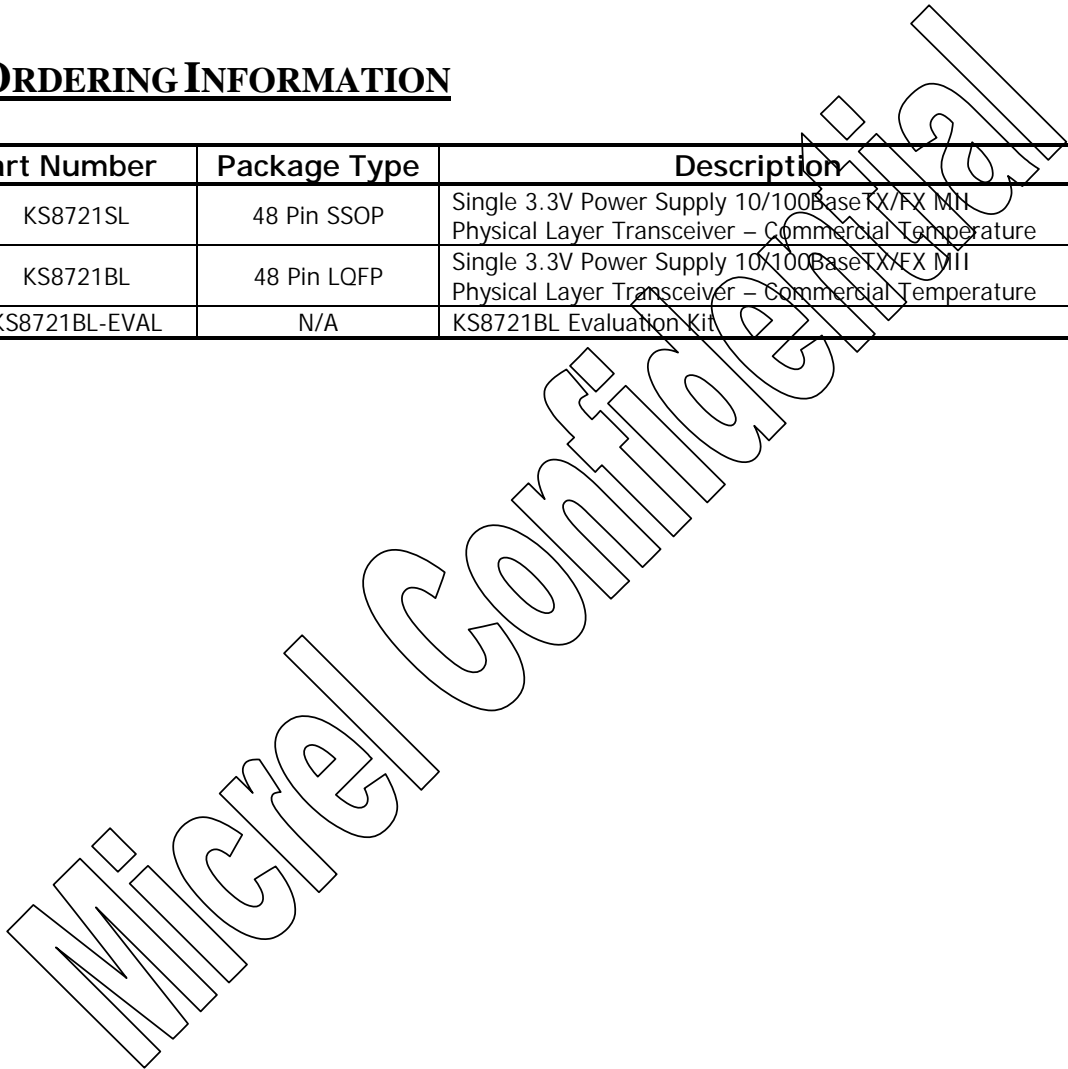 ORDERING INFORMATION
art Number Package Type Description
KS8721SL 48 Pin SSOP Single 3.3V Power Supply 10/100BaseTX/FX MII
Physical Layer Transceiver – Commercial Temperature
KS8721BL 48 Pin LQFP Single 3.3V Power Supply 10/100BaseTX/FX MII
Physical Layer Transceiver – Commercial Temperature
KS8721BL-EVAL N/A KS8721BL Evaluation Kit
Micrel Confidential